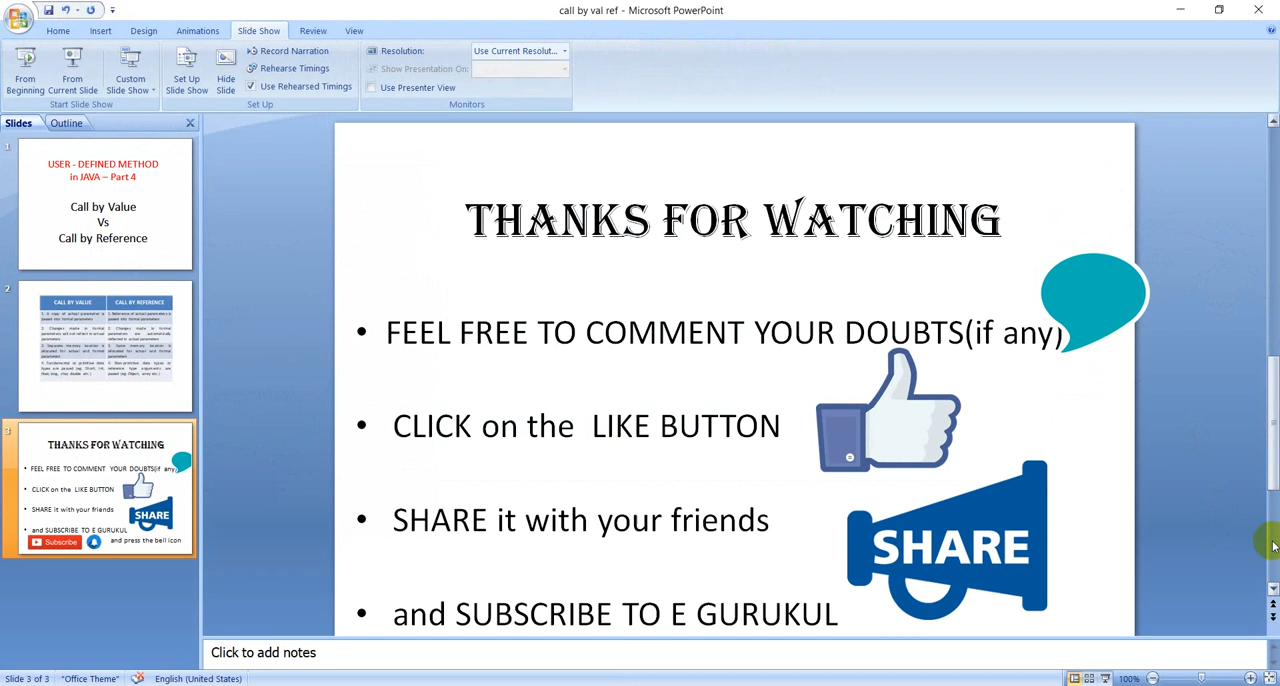 call by val ref - Microsoft PowerPoint
Home Insert Design Animations Slide Show Review View
From Beginning
From Current Slide
Custom Slide Show
Start Slide Show
Set Up Slide Show
Hide Slide
Record Narration
Rehearse Timings
Use Rehearsed Timings
Set Up
Resolution: Use Current Resolut...
Show Presentation On:
Use Presenter View
Monitors
Slides Outline
1
USER - DEFINED METHOD
in JAVA – Part 4
Call by Value
Vs
Call by Reference
2
CALL BY VALUE CALL BY REFERENCE
3
THANKS FOR WATCHING
• FEEL FREE TO COMMENT YOUR DOUBTS(if any)
• CLICK on the LIKE BUTTON
• SHARE it with your friends
SHARE
• and SUBSCRIBE TO E GURUKUL
Subscribe and press the bell icon
THANKS FOR WATCHING
• FEEL FREE TO COMMENT YOUR DOUBTS(if any)
• CLICK on the LIKE BUTTON
• SHARE it with your friends
SHARE
• and SUBSCRIBE TO E GURUKUL
Click to add notes
Slide 3 of 3 "Office Theme" English (United States) 100%